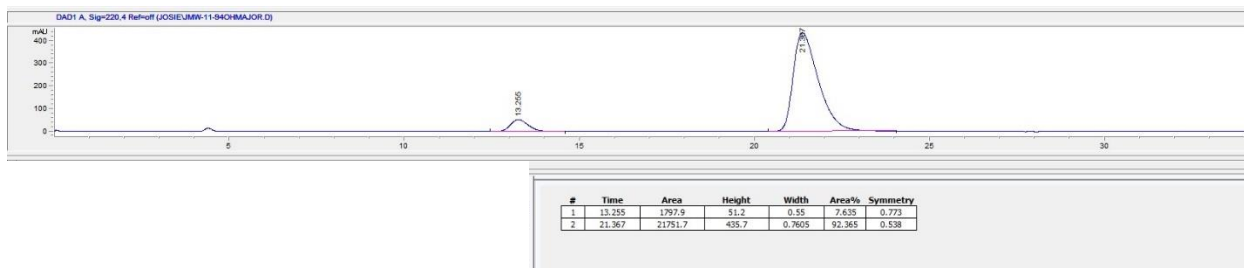 DAD1 A, Sig=220,4 Ref=off (JOSIE\JMW-11-94OHMAJOR.D)
mAU
400
300
200
100
0
13.255
21.367
5 10 15 20 25 30
# Time Area Height Width Area% Symmetry
1 13.255 1797.9 51.2 0.55 7.635 0.773
2 21.367 21751.7 435.7 0.7605 92.365 0.538